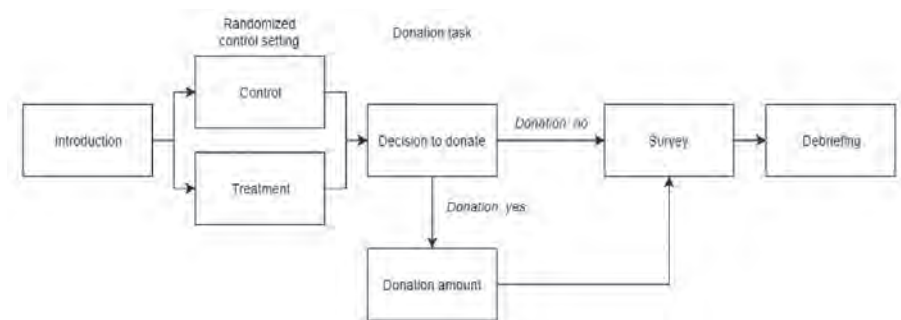 Randomized
control setting
Donation task
Control
Introduction
Decision to donate
Donation no
Survey
Debriefing
Treatment
Donation yes
Donation amount